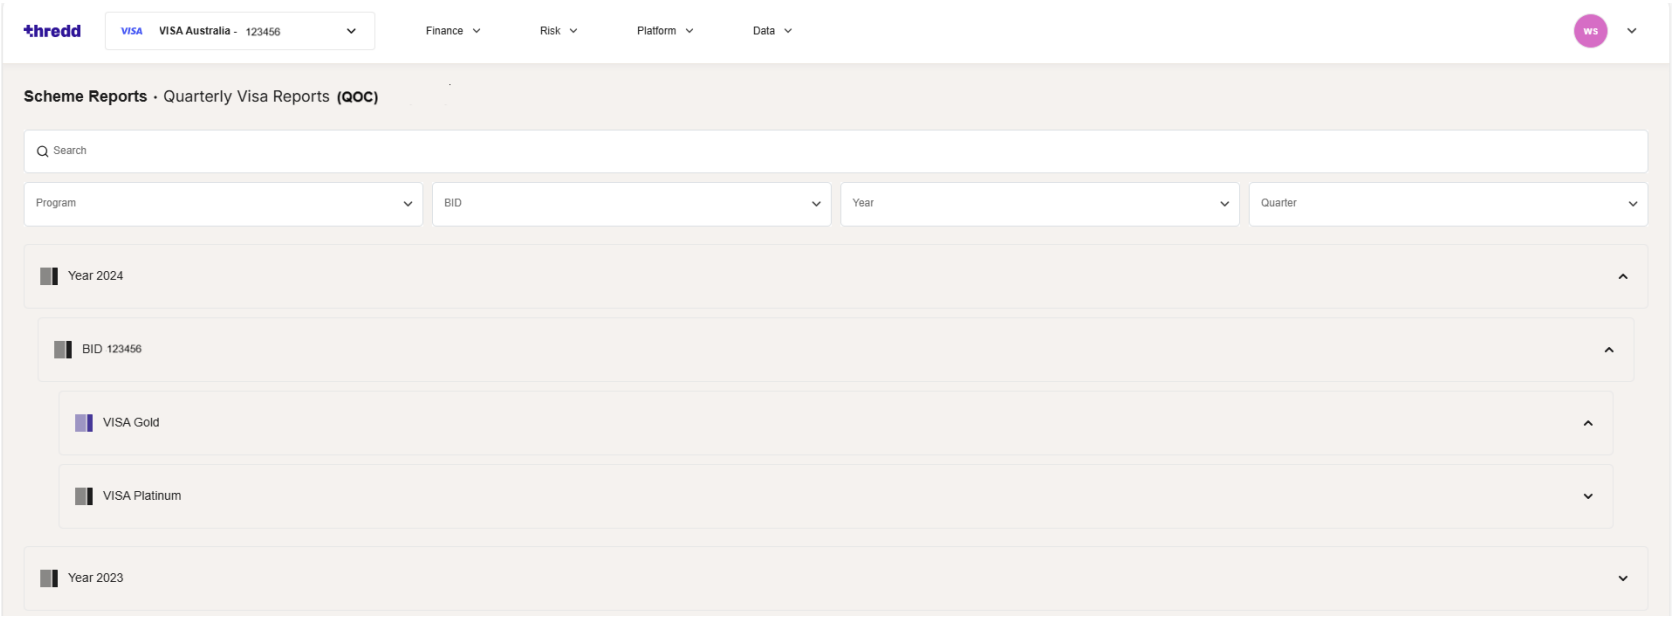 thredd VISA VISA Australia - 123456 Finance Risk Platform Data ws
Scheme Reports · Quarterly Visa Reports (QOC)
Search
Program BID Year Quarter
Year 2024
BID 123456
VISA Gold
VISA Platinum
Year 2023